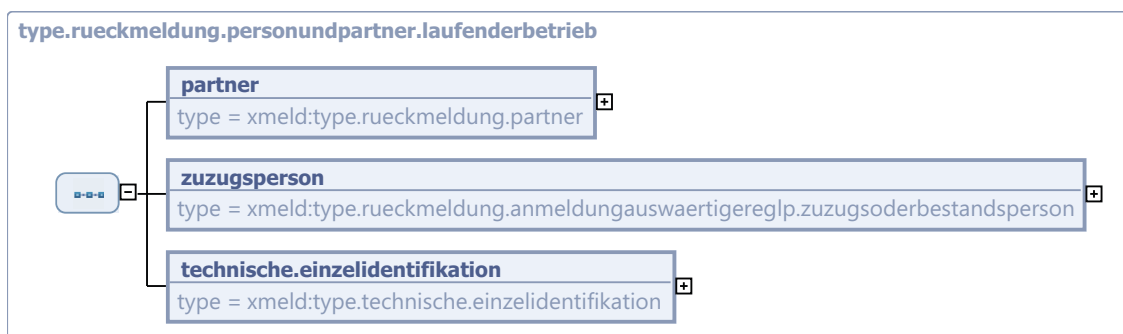 type.rueckmeldung.personundpartner.laufenderbetrieb
partner
type = xmeld:type.rueckmeldung.partner
zuzugsperson
type = xmeld:type.rueckmeldung.anmeldungauswaertigereglp.zuzugsoderbestandsperson
technische.einzelidentifikation
type = xmeld:type.technische.einzelidentifikation